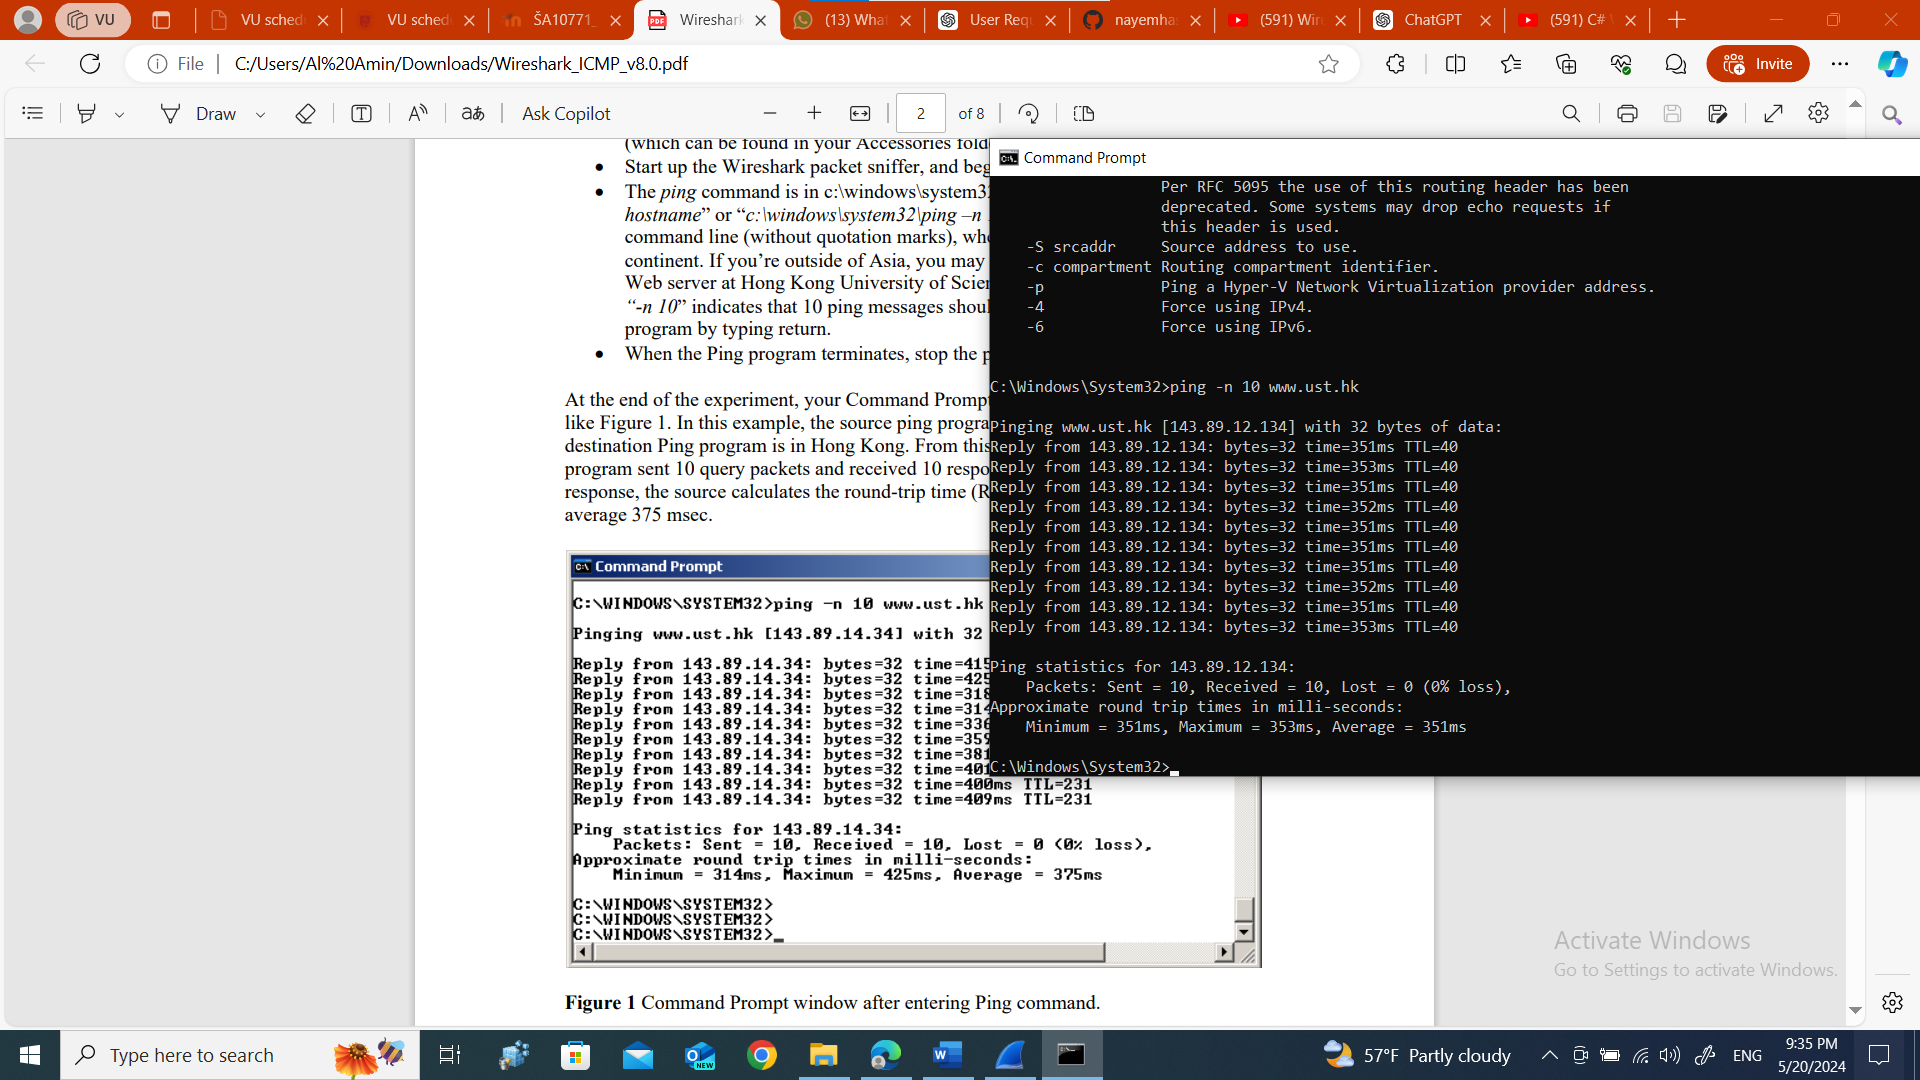 VU
VU sched
VU sched
ŠA10771_
Wireshark
(13) What
User Requ
nayemha
(591) Wir
ChatGPT
(591) C#
File
C:/Users/Al%20Amin/Downloads/Wireshark_ICMP_v8.0.pdf
Invite
Draw
aあ
Ask Copilot
2
of 8
(which can be found in your Accessories fold
• Start up the Wireshark packet sniffer, and beg
• The ping command is in c:\windows\system32
hostname” or “c:\windows\system32\ping –n
command line (without quotation marks), whe
continent. If you’re outside of Asia, you may
Web server at Hong Kong University of Scien
“-n 10” indicates that 10 ping messages shoul
program by typing return.
• When the Ping program terminates, stop the p
At the end of the experiment, your Command Prompt
like Figure 1. In this example, the source ping progra
destination Ping program is in Hong Kong. From this
program sent 10 query packets and received 10 respo
response, the source calculates the round-trip time (R
average 375 msec.
Command Prompt
C:\WINDOWS\SYSTEM32>ping –n 10 www.ust.hk
Pinging www.ust.hk [143.89.14.34] with 32
Reply from 143.89.14.34: bytes=32 time=415
Reply from 143.89.14.34: bytes=32 time=425
Reply from 143.89.14.34: bytes=32 time=318
Reply from 143.89.14.34: bytes=32 time=314
Reply from 143.89.14.34: bytes=32 time=336
Reply from 143.89.14.34: bytes=32 time=359
Reply from 143.89.14.34: bytes=32 time=381
Reply from 143.89.14.34: bytes=32 time=401
Reply from 143.89.14.34: bytes=32 time=400ms TTL=231
Reply from 143.89.14.34: bytes=32 time=409ms TTL=231
Ping statistics for 143.89.14.34:
Packets: Sent = 10, Received = 10, Lost = 0 (0% loss),
Approximate round trip times in milli-seconds:
Minimum = 314ms, Maximum = 425ms, Average = 375ms
C:\WINDOWS\SYSTEM32>
C:\WINDOWS\SYSTEM32>
C:\WINDOWS\SYSTEM32>_
Figure 1 Command Prompt window after entering Ping command.
Command Prompt
Per RFC 5095 the use of this routing header has been
deprecated. Some systems may drop echo requests if
this header is used.
-S srcaddr Source address to use.
-c compartment Routing compartment identifier.
-p Ping a Hyper-V Network Virtualization provider address.
-4 Force using IPv4.
-6 Force using IPv6.
C:\Windows\System32>ping -n 10 www.ust.hk
Pinging www.ust.hk [143.89.12.134] with 32 bytes of data:
Reply from 143.89.12.134: bytes=32 time=351ms TTL=40
Reply from 143.89.12.134: bytes=32 time=353ms TTL=40
Reply from 143.89.12.134: bytes=32 time=351ms TTL=40
Reply from 143.89.12.134: bytes=32 time=352ms TTL=40
Reply from 143.89.12.134: bytes=32 time=351ms TTL=40
Reply from 143.89.12.134: bytes=32 time=351ms TTL=40
Reply from 143.89.12.134: bytes=32 time=351ms TTL=40
Reply from 143.89.12.134: bytes=32 time=352ms TTL=40
Reply from 143.89.12.134: bytes=32 time=351ms TTL=40
Reply from 143.89.12.134: bytes=32 time=353ms TTL=40
Ping statistics for 143.89.12.134:
Packets: Sent = 10, Received = 10, Lost = 0 (0% loss),
Approximate round trip times in milli-seconds:
Minimum = 351ms, Maximum = 353ms, Average = 351ms
C:\Windows\System32>_
Activate Windows
Go to Settings to activate Windows.
Type here to search
57°F Partly cloudy
ENG
9:35 PM
5/20/2024